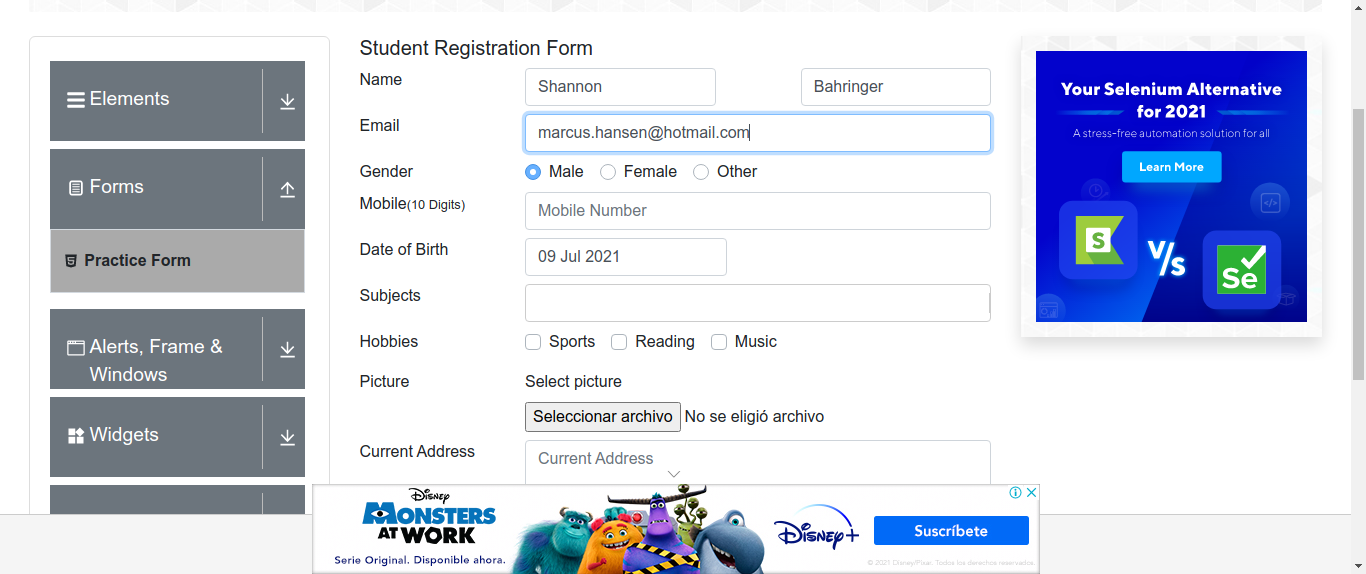 Elements
Forms
Practice Form
Alerts, Frame &
Windows
Widgets
Student Registration Form
Name
Shannon
Bahringer
Email
marcus.hansen@hotmail.com
Gender
Male
Female
Other
Mobile(10 Digits)
Mobile Number
Date of Birth
09 Jul 2021
Subjects
Hobbies
Sports
Reading
Music
Picture
Select picture
Seleccionar archivo
No se eligió archivo
Current Address
Current Address
Your Selenium Alternative
for 2021
A stress-free automation solution for all
Learn More
S
V/s
Se
Disney
MONSTERS
AT WORK
Serie Original. Disponible ahora.
Disney+
Suscríbete
© 2021 Disney/Pixar. Todos los derechos reservados.